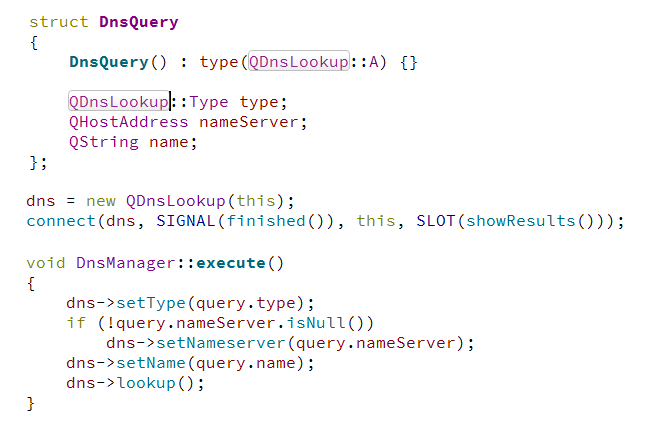 struct DnsQuery
{
    DnsQuery() : type(QDnsLookup::A) {}
    QDnsLookup::Type type;
    QHostAddress nameServer;
    QString name;
};
dns = new QDnsLookup(this);
connect(dns, SIGNAL(finished()), this, SLOT(showResults()));
void DnsManager::execute()
{
    dns->setType(query.type);
    if (!query.nameServer.isNull())
        dns->setNameserver(query.nameServer);
    dns->setName(query.name);
    dns->lookup();
}